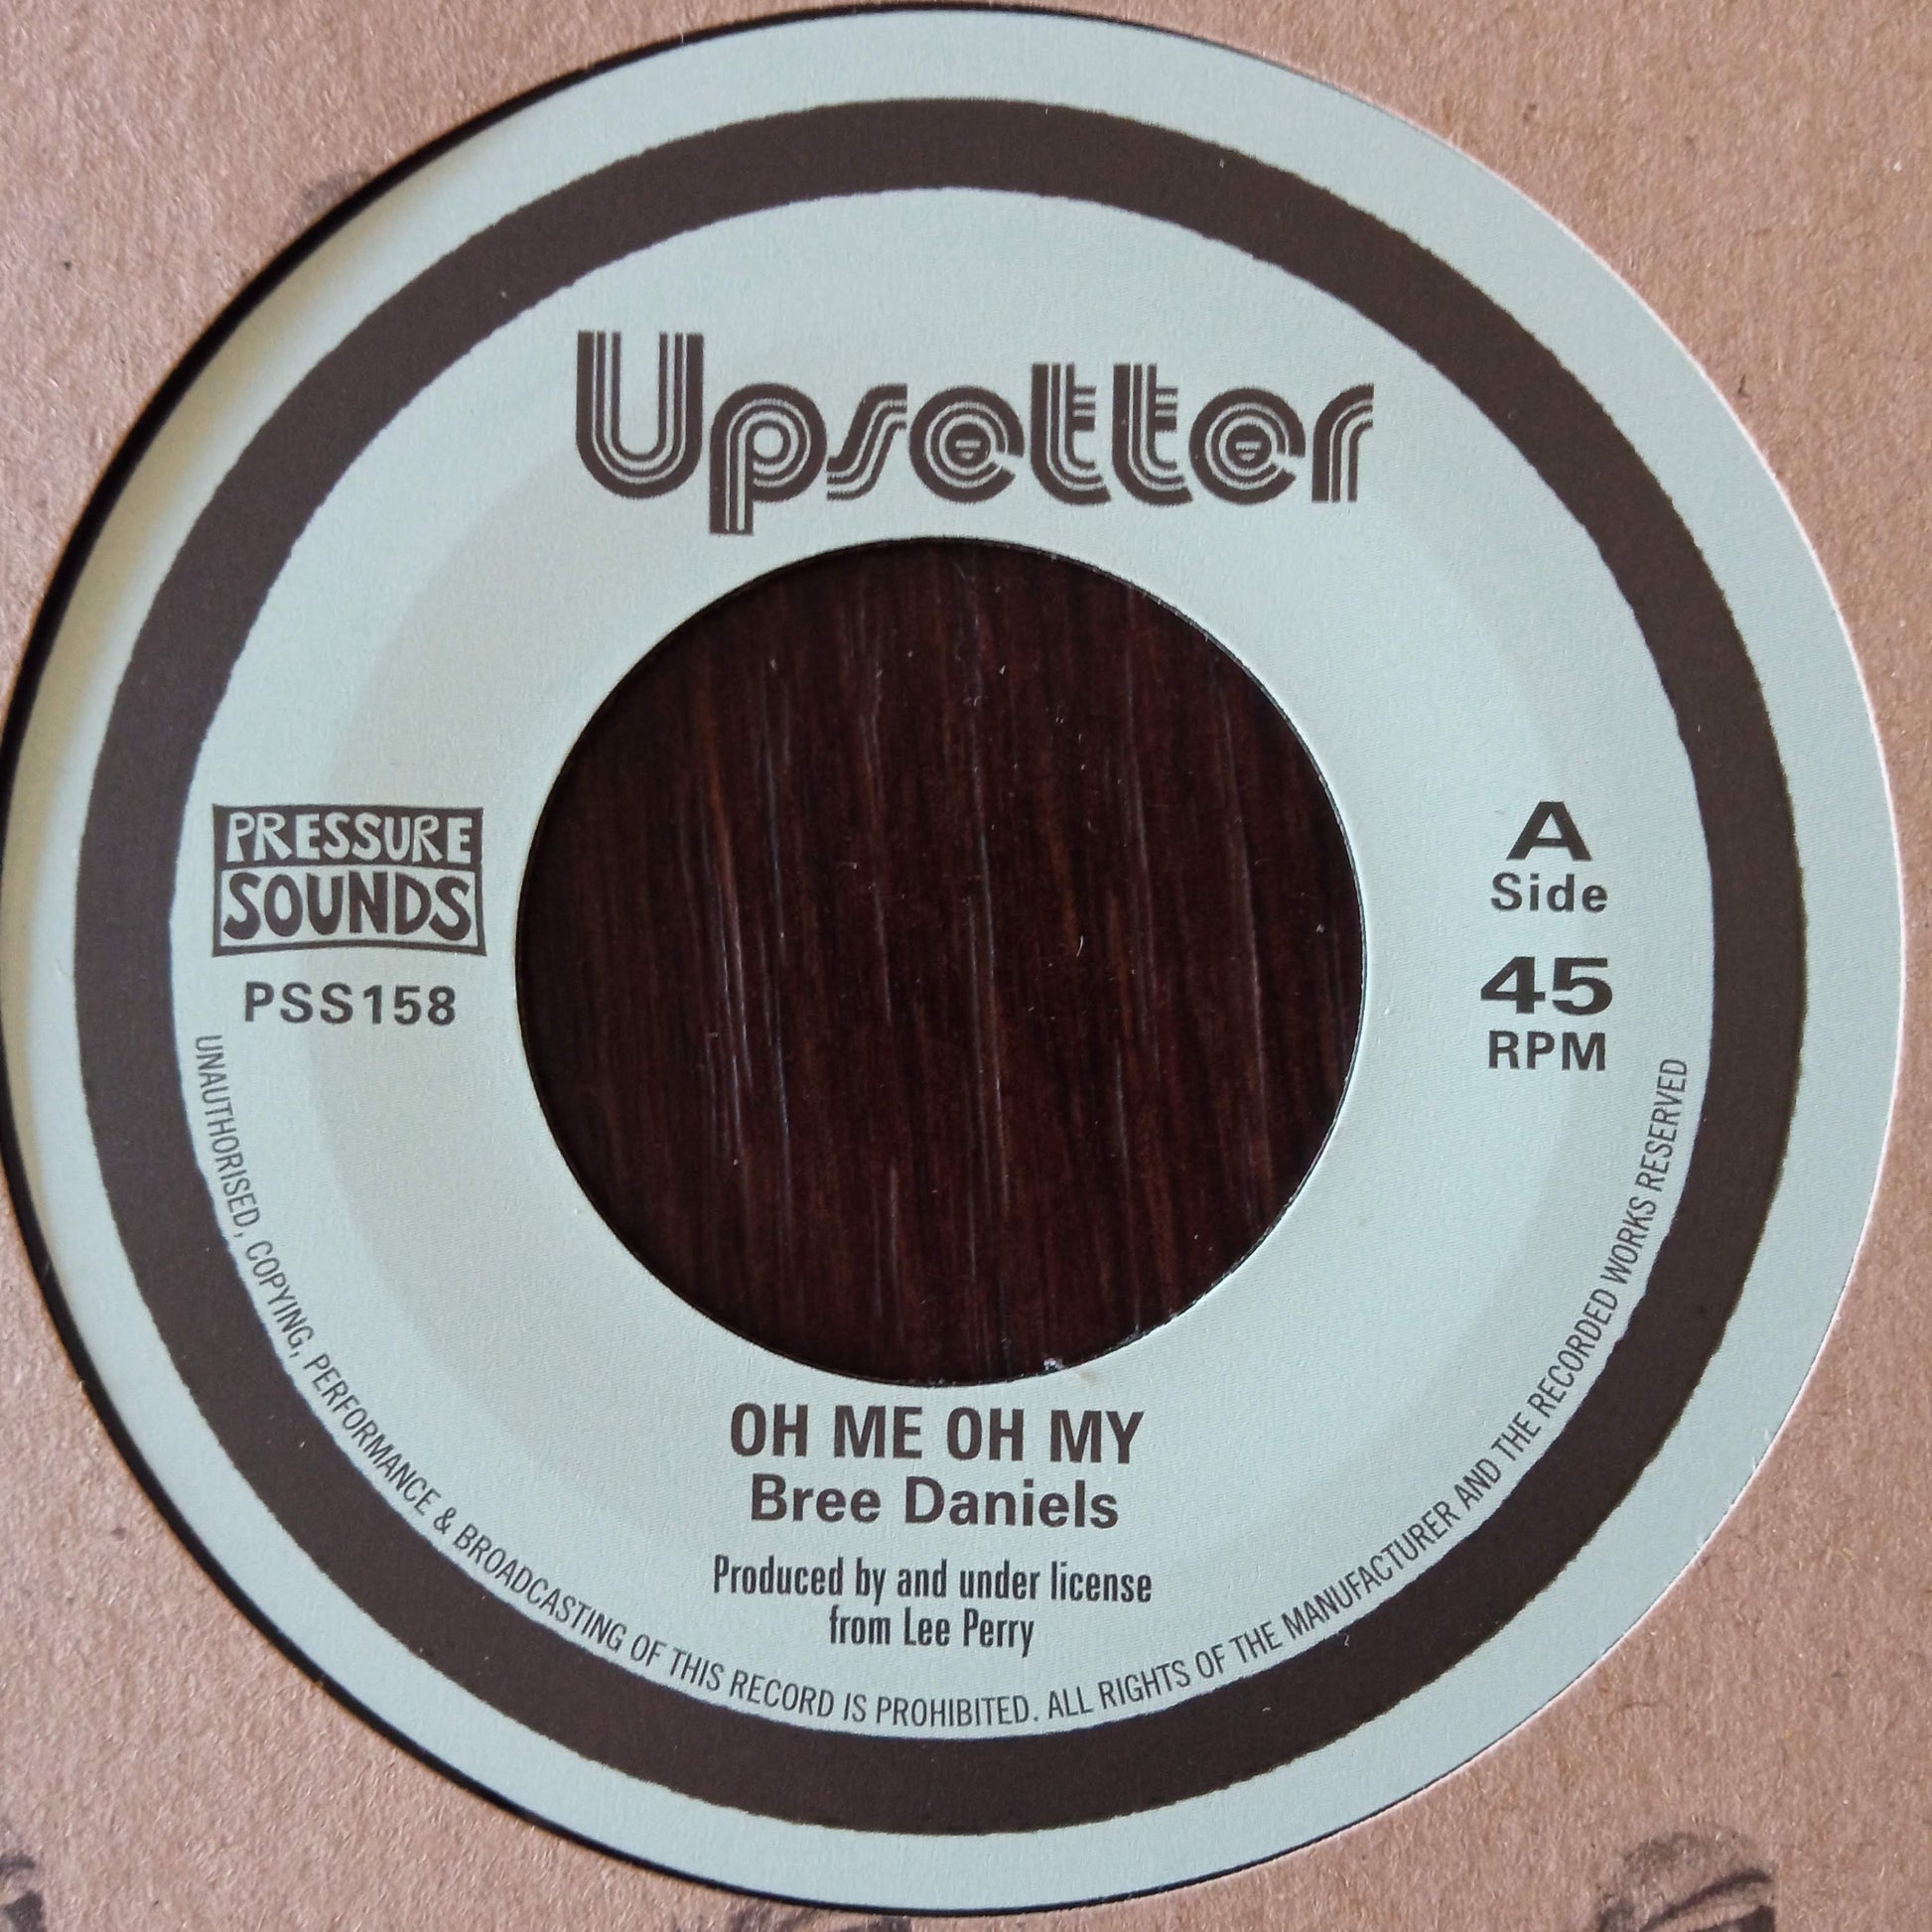 Upsetter
PRESSURE
SOUNDS
PSS158
A
Side
45
RPM
OH ME OH MY
Bree Daniels
Produced by and under license
from Lee Perry
UNAUTHORISED, COPYING, PERFORMANCE & BROADCASTING OF THIS RECORD IS PROHIBITED. ALL RIGHTS OF THE MANUFACTURER AND THE RECORDED WORKS RESERVED